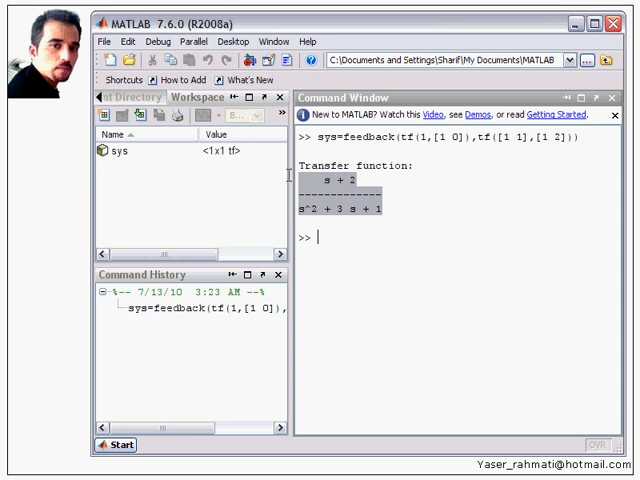 MATLAB 7.6.0 (R2008a)
File Edit Debug Parallel Desktop Window Help
C:\Documents and Settings\Sharif\My Documents\MATLAB
Shortcuts How to Add What's New
nt Directory Workspace
B...
Name Value
sys <1x1 tf>
Command History
%-- 7/13/10 3:23 AM --%
sys=feedback(tf(1,[1 0]),
Command Window
New to MATLAB? Watch this Video, see Demos, or read Getting Started.
>> sys=feedback(tf(1,[1 0]),tf([1 1],[1 2]))
Transfer function:
s + 2
-------------
s^2 + 3 s + 1
>>
Start
OVR
Yaser_rahmati@hotmail.com